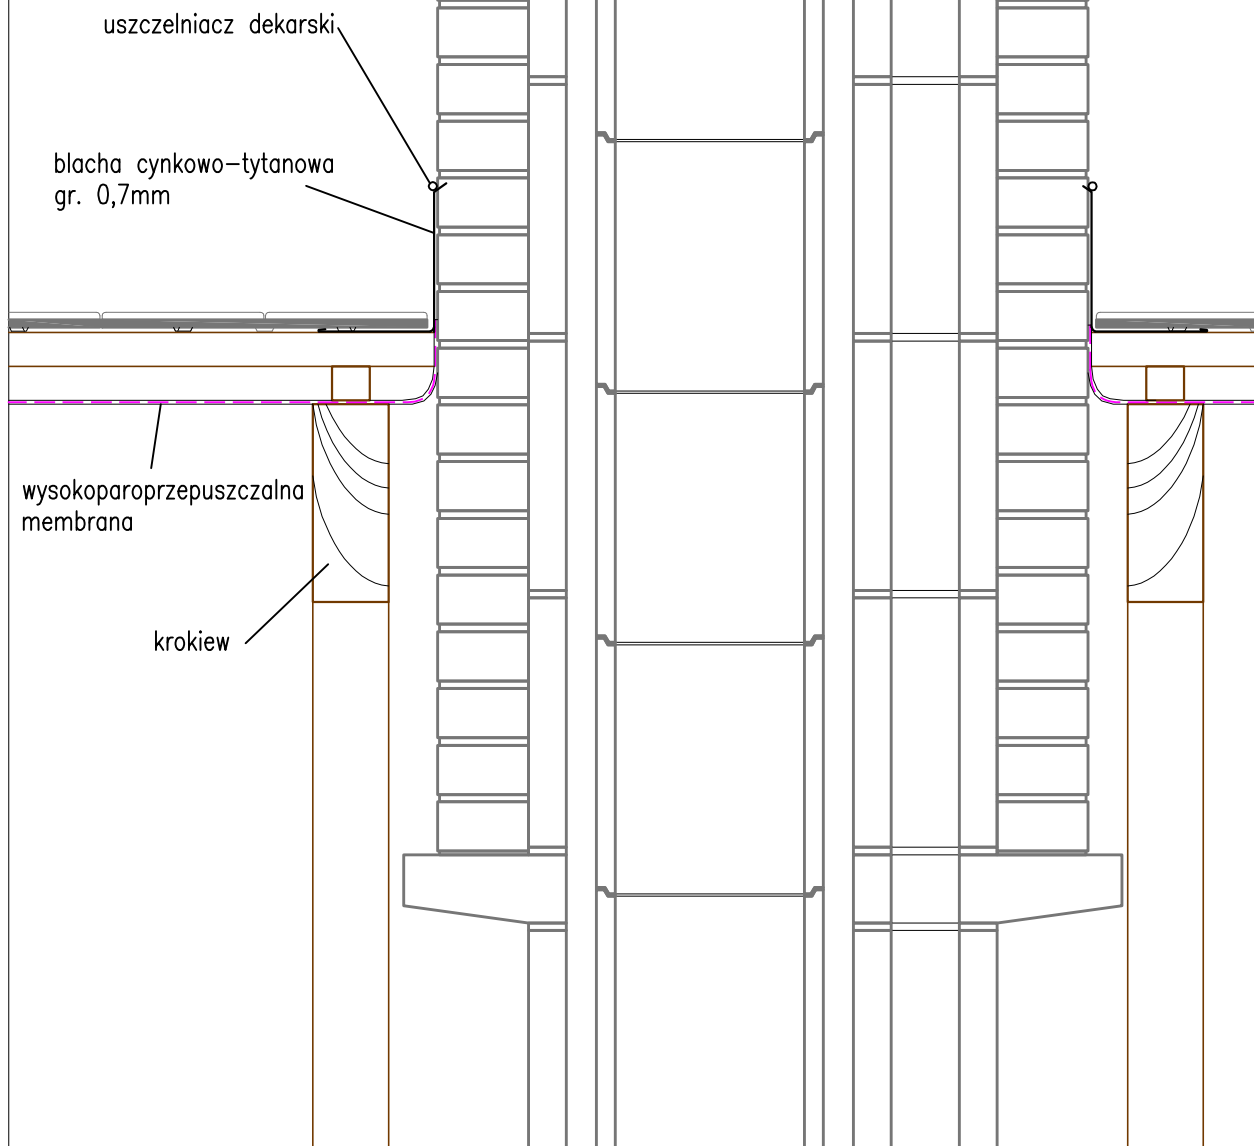 uszczelniacz dekarski
blacha cynkowo-tytanowa
gr. 0,7mm
wysokoparoprzepuszczalna
membrana
krokiew